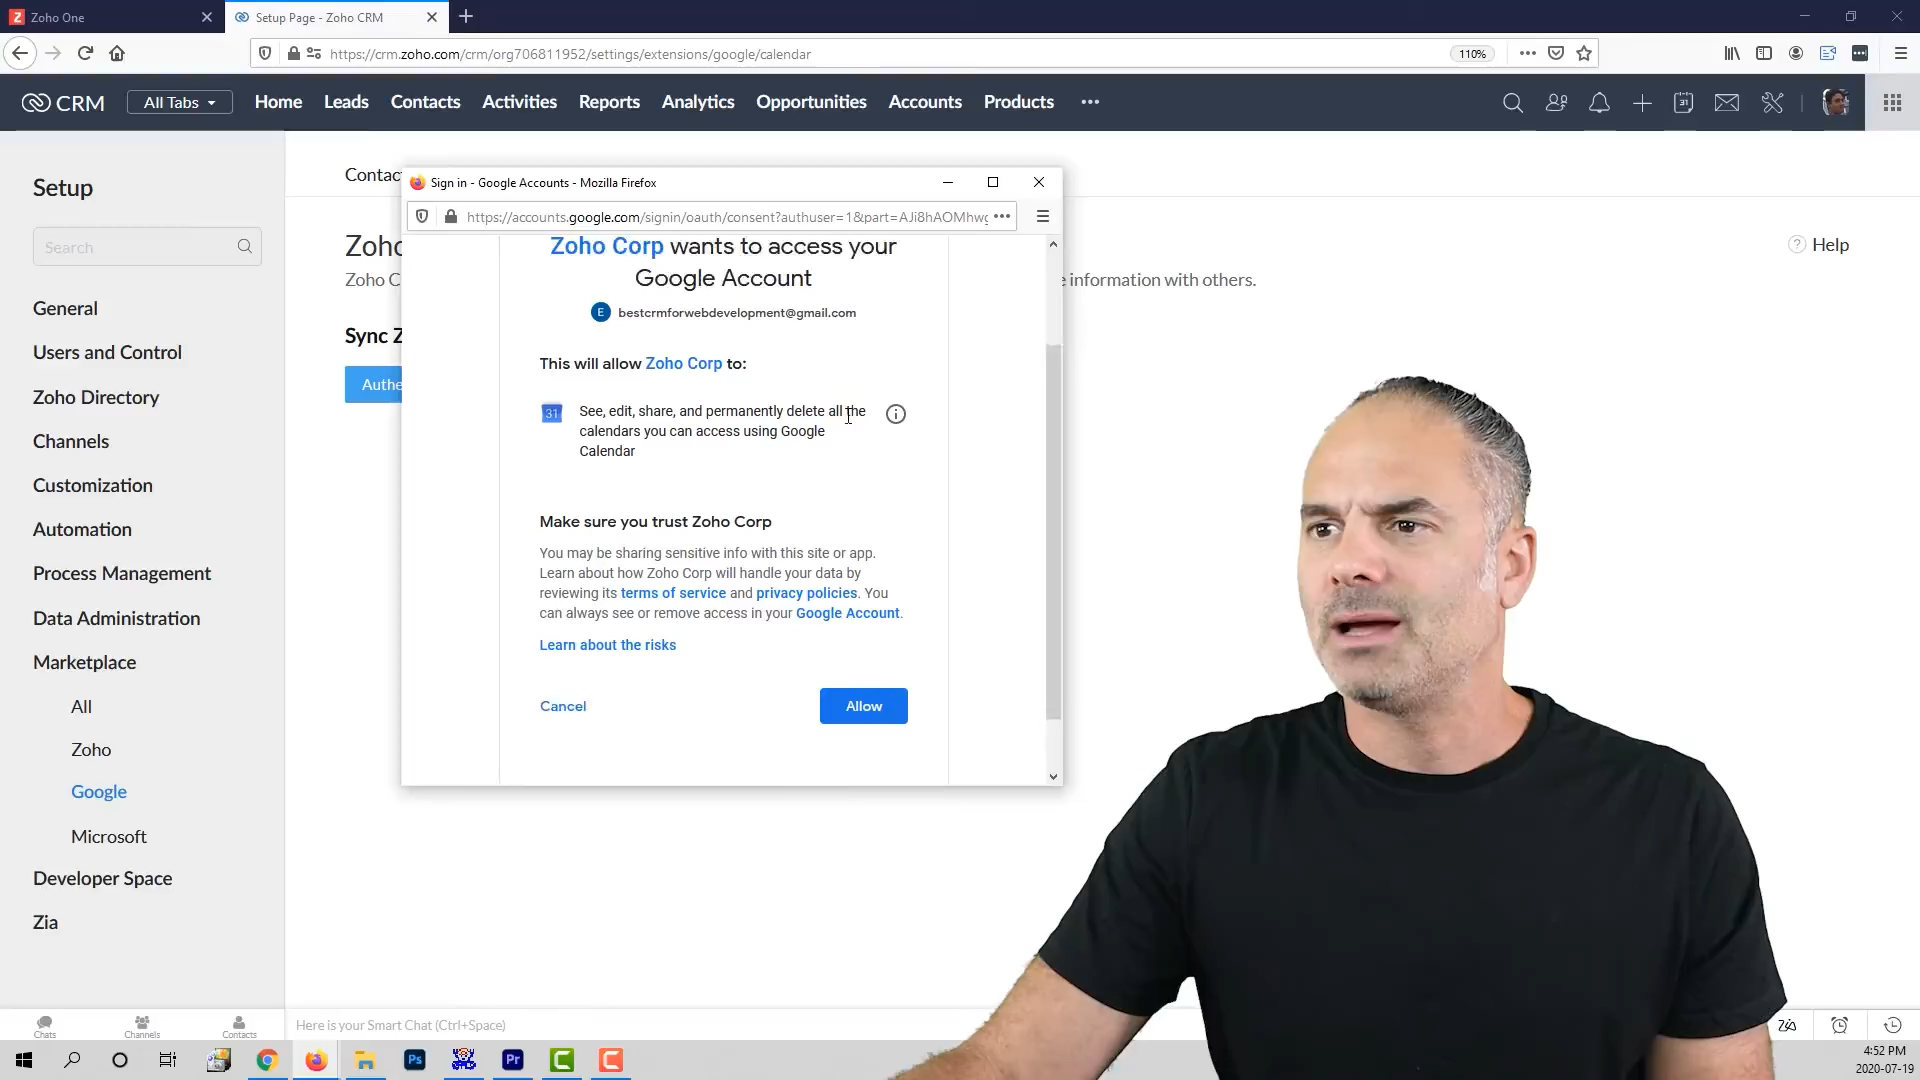 Zoho One
Setup Page - Zoho CRM
https://crm.zoho.com/crm/org706811952/settings/extensions/google/calendar
110%
CRM
All Tabs
Home
Leads
Contacts
Activities
Reports
Analytics
Opportunities
Accounts
Products
31
Setup
Search
General
Users and Control
Zoho Directory
Channels
Customization
Automation
Process Management
Data Administration
Marketplace
All
Zoho
Google
Microsoft
Developer Space
Zia
Help
e information with others.
Sync
Sign in - Google Accounts - Mozilla Firefox
https://accounts.google.com/signin/oauth/consent?authuser=1&part=AJi8hAOMhwg
Zoho Corp wants to access your
Google Account
E
bestcrmforwebdevelopment@gmail.com
This will allow Zoho Corp to:
31
See, edit, share, and permanently delete all the
calendars you can access using Google
Calendar
Make sure you trust Zoho Corp
You may be sharing sensitive info with this site or app.
Learn about how Zoho Corp will handle your data by
reviewing its terms of service and privacy policies. You
can always see or remove access in your Google Account.
Learn about the risks
Cancel
Allow
Chats
Channels
Contacts
Here is your Smart Chat (Ctrl+Space)
Ps
Pr
4:52 PM
2020-07-19